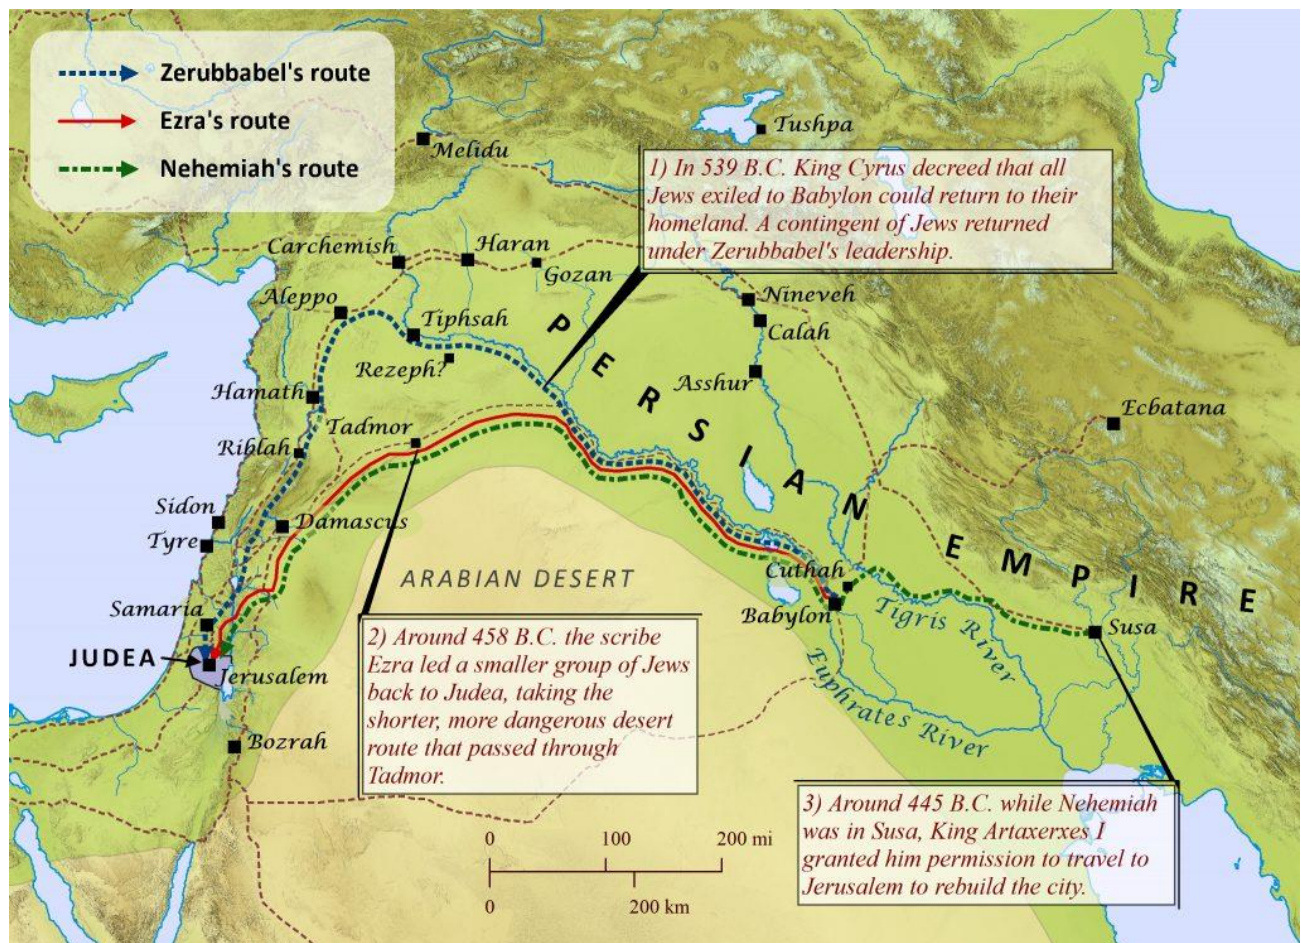 Zerubbabel's route
Ezra's route
Nehemiah's route
Tushpa
Melidu
1) In 539 B.C. King Cyrus decreed that all
Jews exiled to Babylon could return to their
homeland. A contingent of Jews returned
under Zerubbabel's leadership.
Carchemish
Haran
Gozan
Nineveh
Aleppo
Tiphsah
Calah
Rezeph?
Asshur
Hamath
Ecbatana
Tadmor
Riblah
PERSIAN EMPIRE
Sidon
Damascus
Tyre
ARABIAN DESERT
Cuthah
Samaria
Babylon
Tigris River
Susa
JUDEA
Jerusalem
Euphrates River
Bozrah
2) Around 458 B.C. the scribe
Ezra led a smaller group of Jews
back to Judea, taking the
shorter, more dangerous desert
route that passed through
Tadmor.
3) Around 445 B.C. while Nehemiah
was in Susa, King Artaxerxes I
granted him permission to travel to
Jerusalem to rebuild the city.
0 100 200 mi
0 200 km